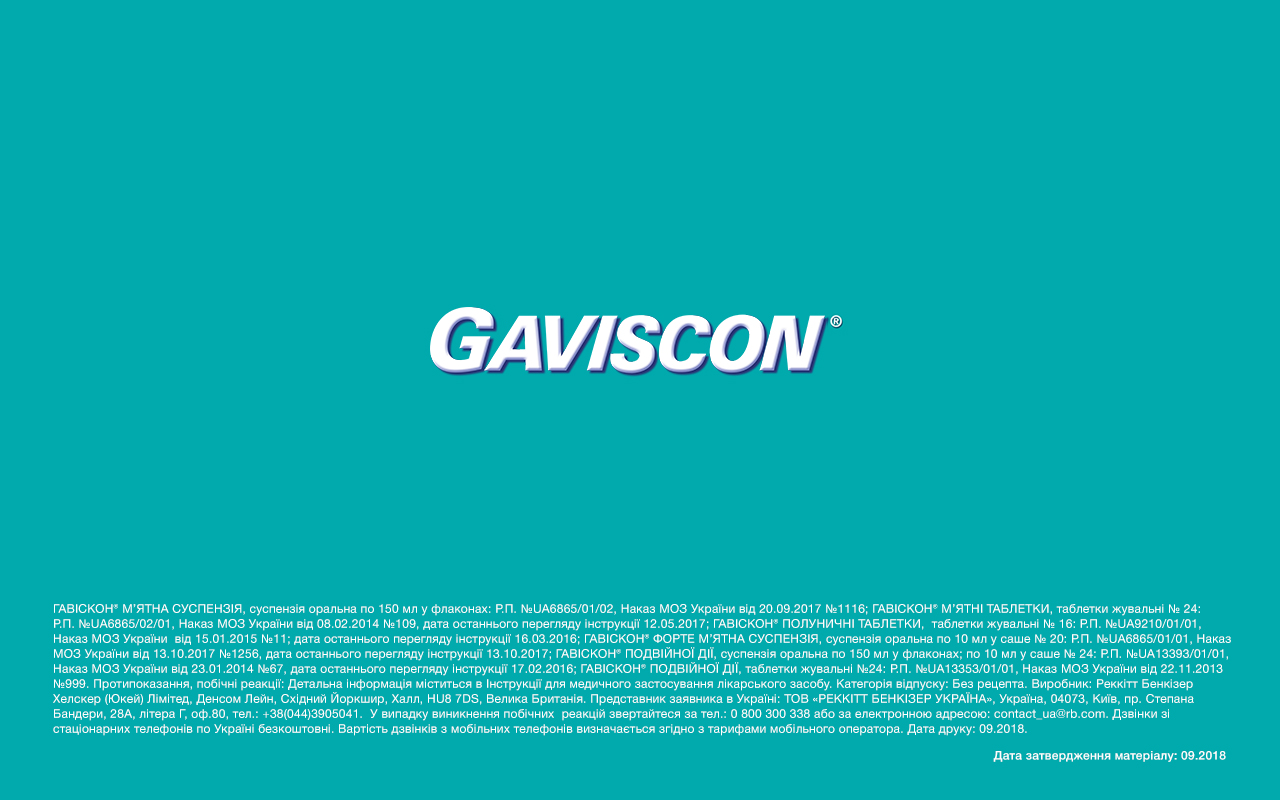 GAVISCON®
ГАВІСКОН® М’ЯТНА СУСПЕНЗІЯ, суспензія оральна по 150 мл у флаконах: Р.П. №UA6865/01/02, Наказ МОЗ України від 20.09.2017 №1116; ГАВІСКОН® М’ЯТНІ ТАБЛЕТКИ, таблетки жувальні № 24:
Р.П. №UA6865/02/01, Наказ МОЗ України від 08.02.2014 №109, дата останнього перегляду інструкції 12.05.2017; ГАВІСКОН® ПОЛУНИЧНІ ТАБЛЕТКИ,  таблетки жувальні № 16: Р.П. №UA9210/01/01,
Наказ МОЗ України  від 15.01.2015 №11; дата останнього перегляду інструкції 16.03.2016; ГАВІСКОН® ФОРТЕ М’ЯТНА СУСПЕНЗІЯ, суспензія оральна по 10 мл у саше № 20: Р.П. №UA6865/01/01, Наказ
МОЗ України від 13.10.2017 №1256, дата останнього перегляду інструкції 13.10.2017; ГАВІСКОН® ПОДВІЙНОЇ ДІЇ, суспензія оральна по 150 мл у флаконах; по 10 мл у саше № 24: Р.П. №UA13393/01/01,
Наказ МОЗ України від 23.01.2014 №67, дата останнього перегляду інструкції 17.02.2016; ГАВІСКОН® ПОДВІЙНОЇ ДІЇ, таблетки жувальні №24: Р.П. №UA13353/01/01, Наказ МОЗ України від 22.11.2013
№999. Протипоказання, побічні реакції: Детальна інформація міститься в Інструкції для медичного застосування лікарського засобу. Категорія відпуску: Без рецепта. Виробник: Реккітт Бенкізер
Хелскер (Юкей) Лімітед, Денсом Лейн, Східний Йоркшир, Халл, HU8 7DS, Велика Британія. Представник заявника в Україні: ТОВ «РЕККІТТ БЕНКІЗЕР УКРАЇНА», Україна, 04073, Київ, пр. Степана
Бандери, 28А, літера Г, оф.80, тел.: +38(044)3905041.  У випадку виникнення побічних  реакцій звертайтеся за тел.: 0 800 300 338 або за електронною адресою: contact_ua@rb.com. Дзвінки зі
стаціонарних телефонів по Україні безкоштовні. Вартість дзвінків з мобільних телефонів визначається згідно з тарифами мобільного оператора. Дата друку: 09.2018.
Дата затвердження матеріалу: 09.2018